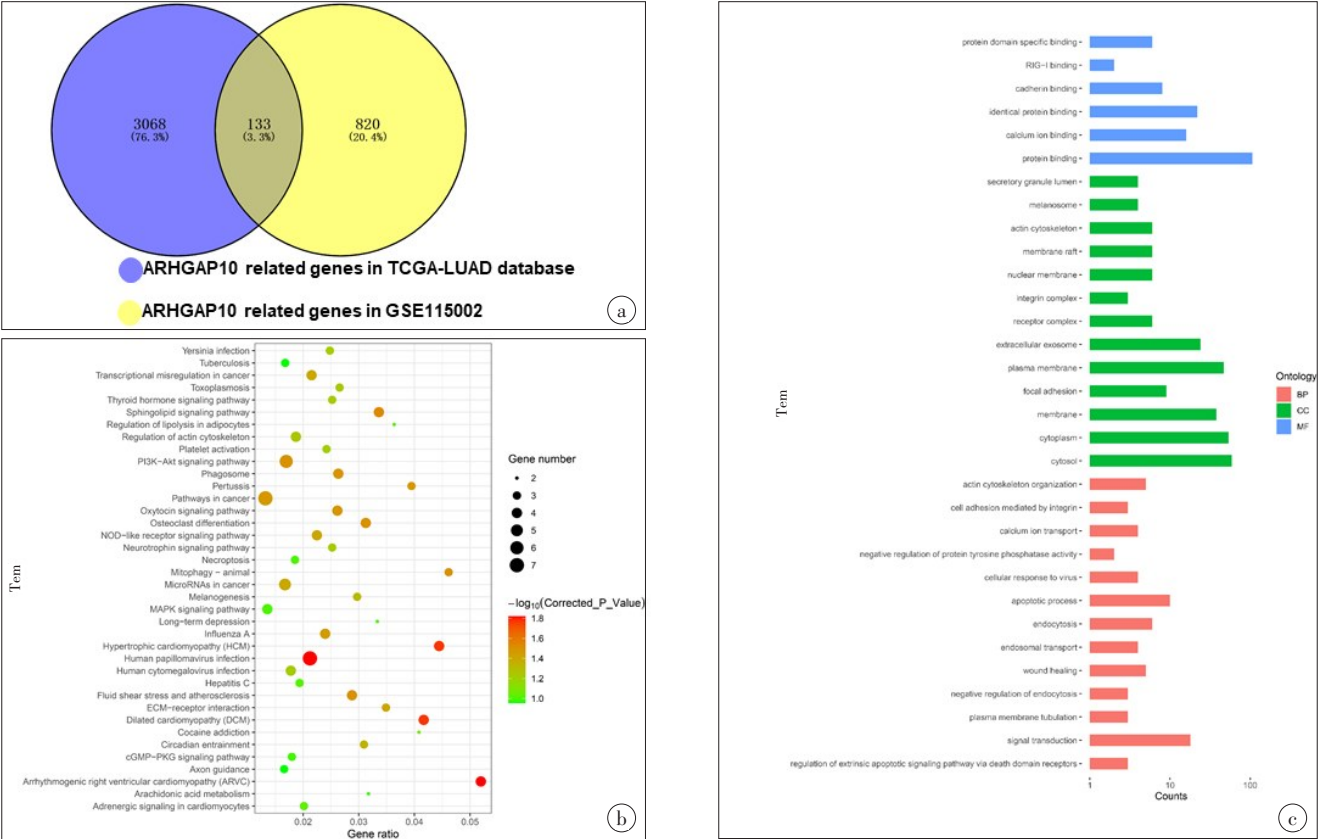 3068
(76.3%)
133
(3.3%)
820
(20.4%)
ARHGAP10 related genes in TCGA-LUAD database
ARHGAP10 related genes in GSE115002
a
Tem
Yersinia infection
Tuberculosis
Transcriptional misregulation in cancer
Toxoplasmosis
Thyroid hormone signaling pathway
Sphingolipid signaling pathway
Regulation of lipolysis in adipocytes
Regulation of actin cytoskeleton
Platelet activation
PI3K-Akt signaling pathway
Phagosome
Pertussis
Pathways in cancer
Oxytocin signaling pathway
Osteoclast differentiation
NOD-like receptor signaling pathway
Neurotrophin signaling pathway
Necroptosis
Mitophagy - animal
MicroRNAs in cancer
Melanogenesis
MAPK signaling pathway
Long-term depression
Influenza A
Hypertrophic cardiomyopathy (HCM)
Human papillomavirus infection
Human cytomegalovirus infection
Hepatitis C
Fluid shear stress and atherosclerosis
ECM-receptor interaction
Dilated cardiomyopathy (DCM)
Cocaine addiction
Circadian entrainment
cGMP-PKG signaling pathway
Axon guidance
Arrhythmogenic right ventricular cardiomyopathy (ARVC)
Arachidonic acid metabolism
Adrenergic signaling in cardiomyocytes
0.02 0.03 0.04 0.05
Gene ratio
Gene number
2
3
4
5
6
7
-log10(Corrected_P_Value)
1.8
1.6
1.4
1.2
1.0
b
Tem
protein domain specific binding
RIG-I binding
cadherin binding
identical protein binding
calcium ion binding
protein binding
secretory granule lumen
melanosome
actin cytoskeleton
membrane raft
nuclear membrane
integrin complex
receptor complex
extracellular exosome
plasma membrane
focal adhesion
membrane
cytoplasm
cytosol
actin cytoskeleton organization
cell adhesion mediated by integrin
calcium ion transport
negative regulation of protein tyrosine phosphatase activity
cellular response to virus
apoptotic process
endocytosis
endosomal transport
wound healing
negative regulation of endocytosis
plasma membrane tubulation
signal transduction
regulation of extrinsic apoptotic signaling pathway via death domain receptors
1 10 100
Counts
Ontology
BP
CC
MF
c